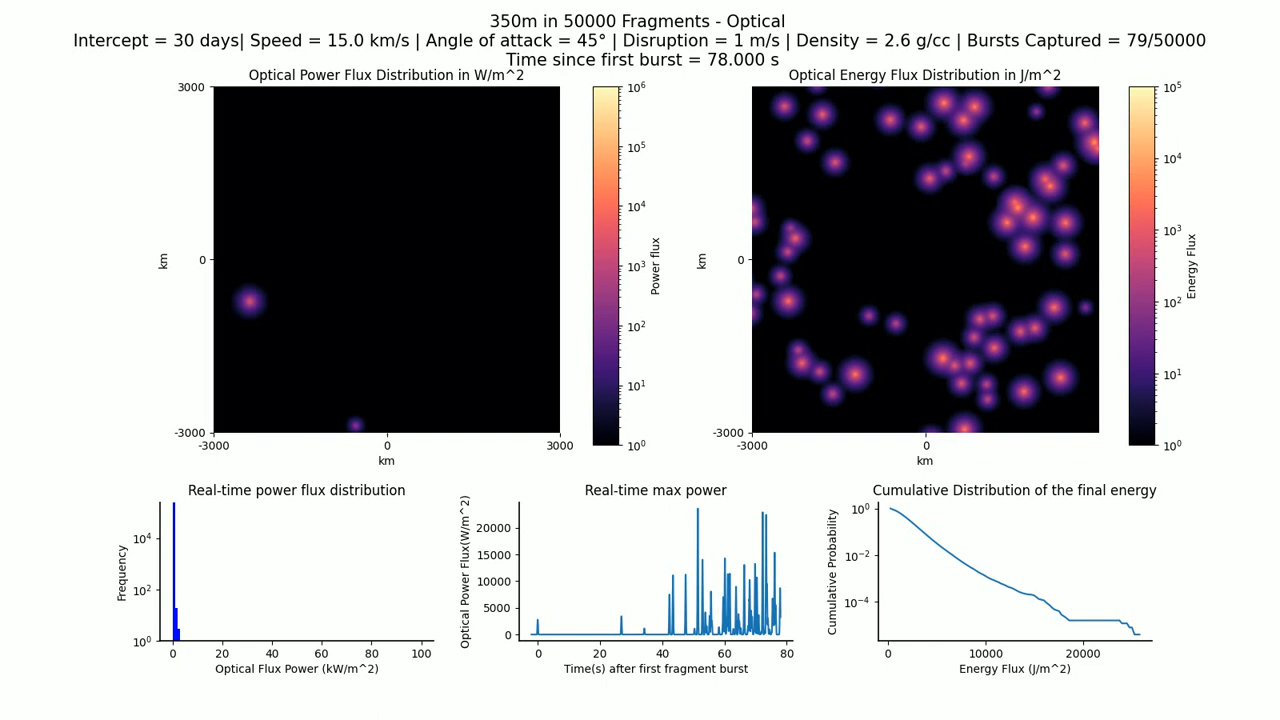 350m in 50000 Fragments - Optical
Intercept = 30 days| Speed = 15.0 km/s | Angle of attack = 45° | Disruption = 1 m/s | Density = 2.6 g/cc | Bursts Captured = 79/50000
Time since first burst = 78.000 s
Optical Power Flux Distribution in W/m^2
3000
0
-3000
km
-3000 0 3000
km
10^6
10^5
10^4
10^3
10^2
10^1
10^0
Power flux
Optical Energy Flux Distribution in J/m^2
3000
0
-3000
km
-3000 0
km
10^5
10^4
10^3
10^2
10^1
10^0
Energy Flux
Real-time power flux distribution
Frequency
10^4
10^2
10^0
0 20 40 60 80 100
Optical Flux Power (kW/m^2)
Real-time max power
Optical Power Flux(W/m^2)
20000
15000
10000
5000
0
0 20 40 60 80
Time(s) after first fragment burst
Cumulative Distribution of the final energy
Cumulative Probability
10^0
10^−2
10^−4
0 10000 20000
Energy Flux (J/m^2)